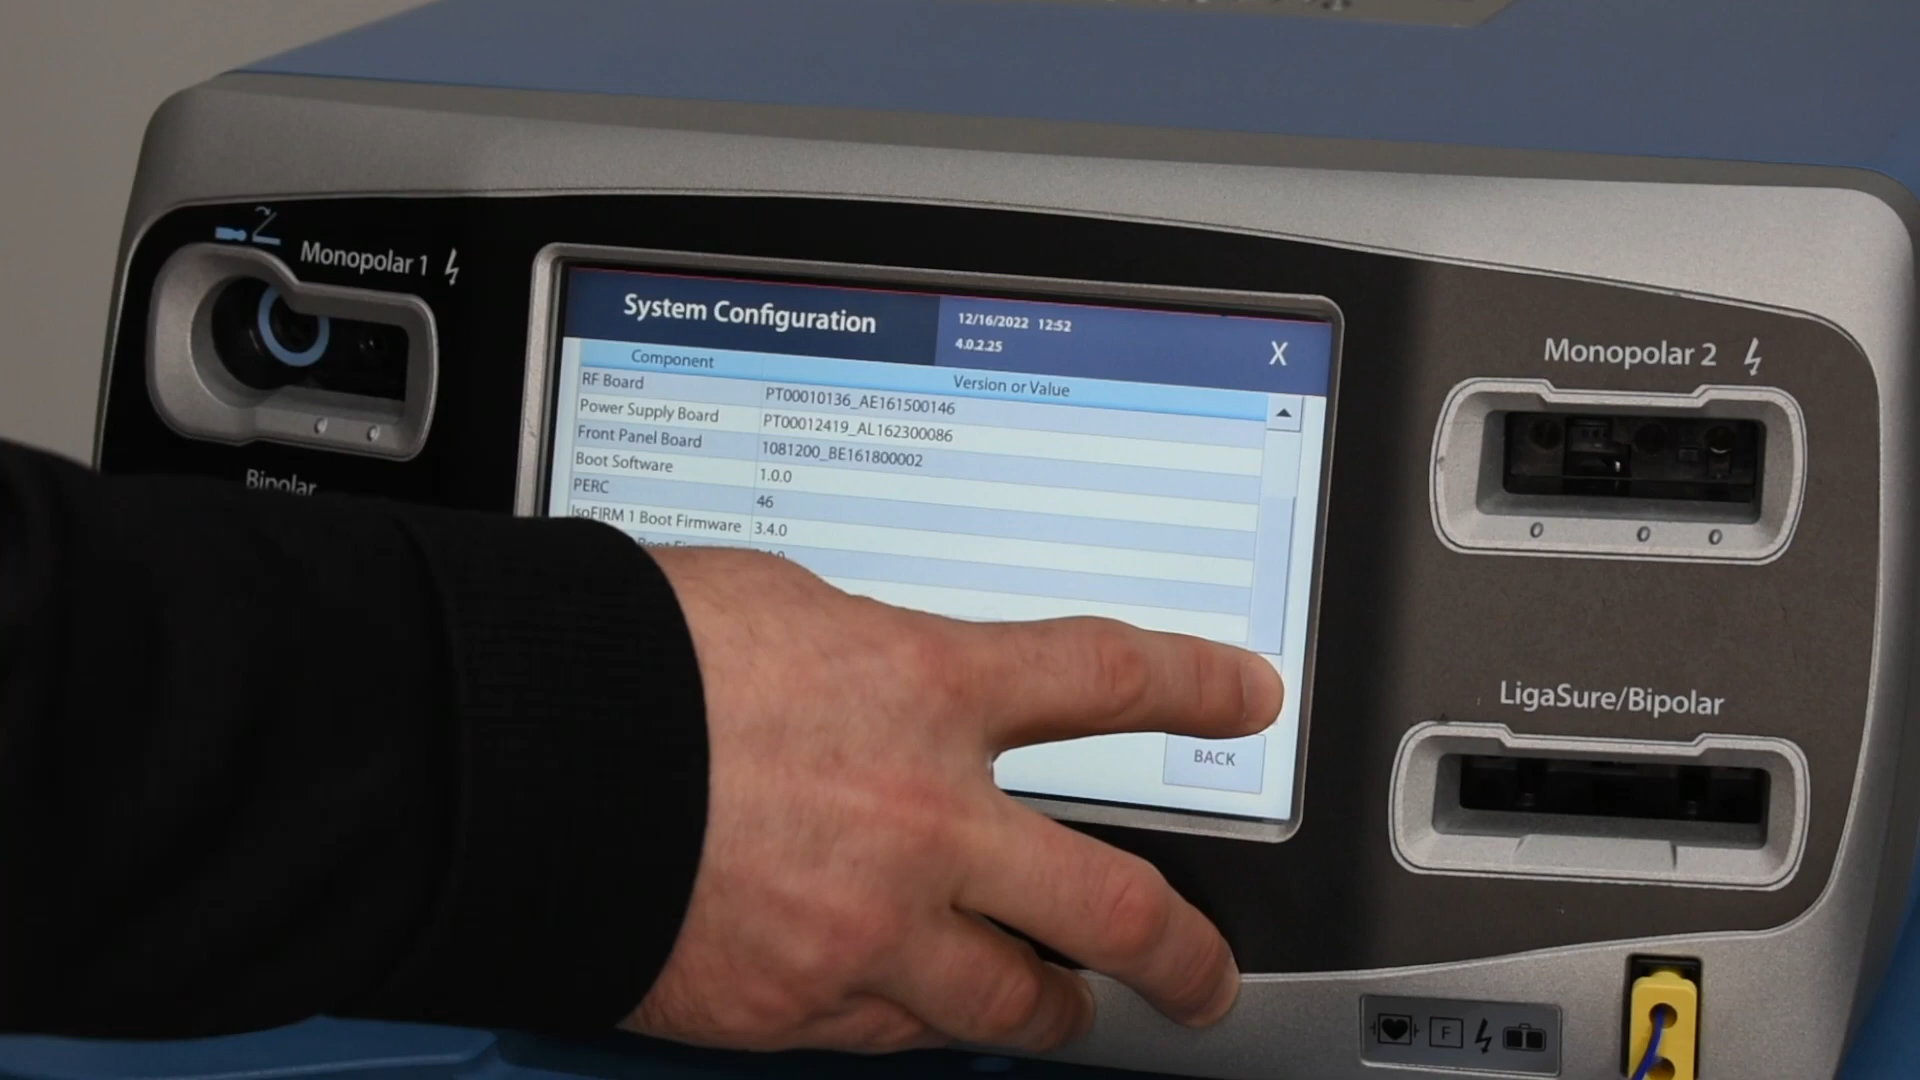 Monopolar 1
Bipolar
System Configuration
12/16/2022 12:52
4.0.2.25
X
Component Version or Value
RF Board PT00010136_AE161500146
Power Supply Board PT00012419_AL162300086
Front Panel Board 1081200_BE161800002
Boot Software 1.0.0
PERC 46
IsoFIRM 1 Boot Firmware 3.4.0
BACK
Monopolar 2
LigaSure/Bipolar
F